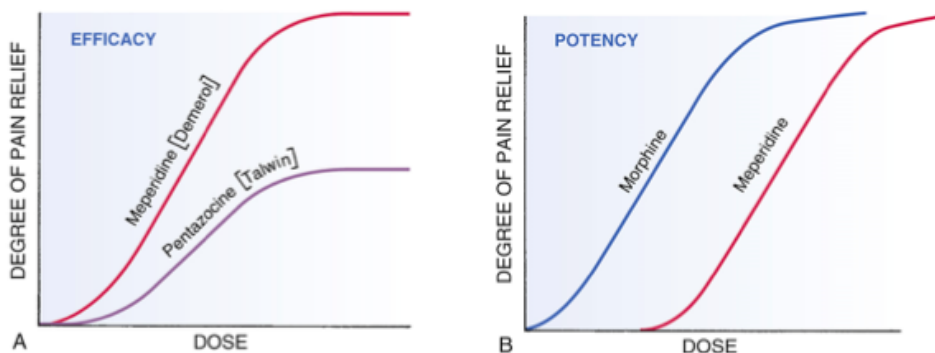 EFFICACY
DEGREE OF PAIN RELIEF
Meperidine [Demerol]
Pentazocine [Talwin]
A
DOSE
POTENCY
DEGREE OF PAIN RELIEF
Morphine
Meperidine
B
DOSE